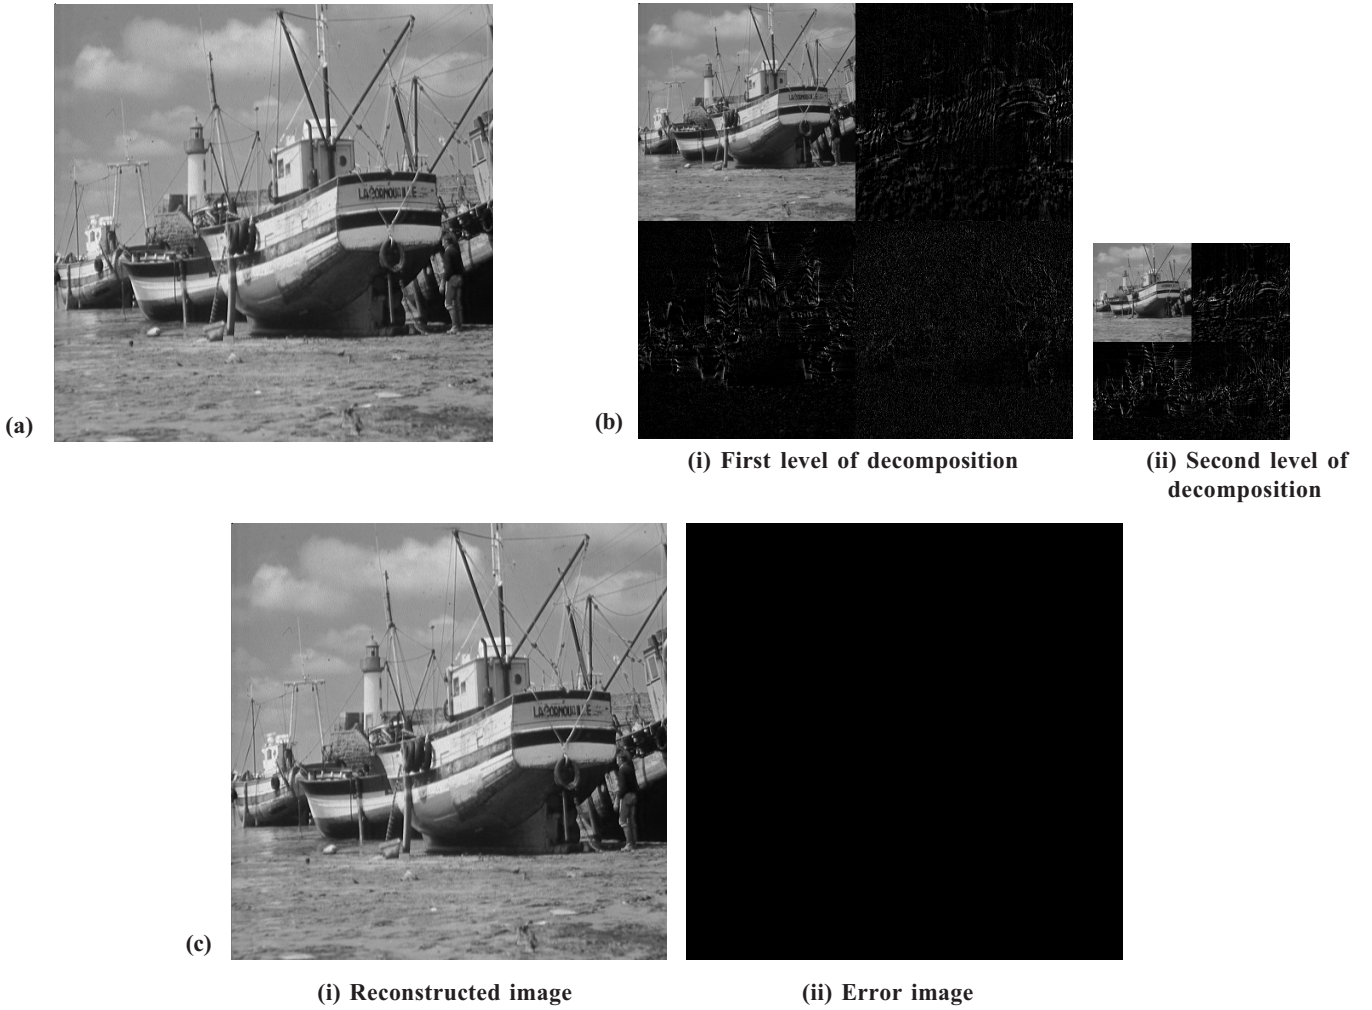 (a)
(b)
(i) First level of decomposition
(ii) Second level of
decomposition
(c)
(i) Reconstructed image
(ii) Error image